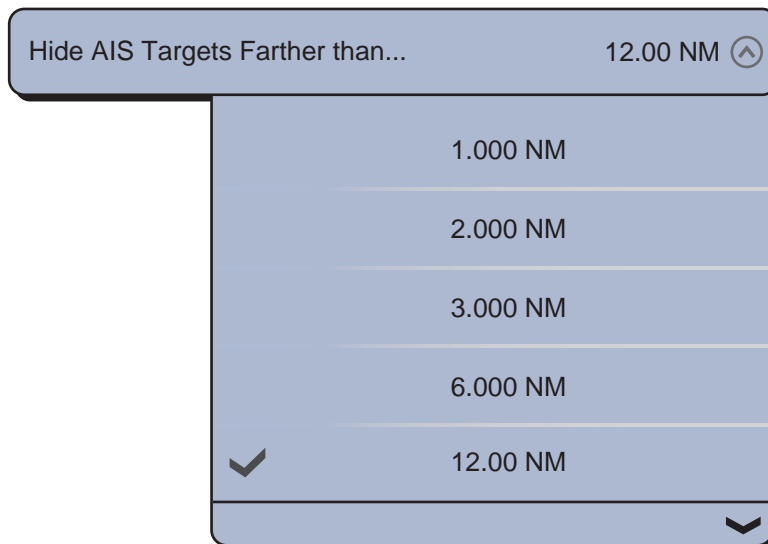 Hide AIS Targets Farther than... 12.00 NM
1.000 NM
2.000 NM
3.000 NM
6.000 NM
12.00 NM